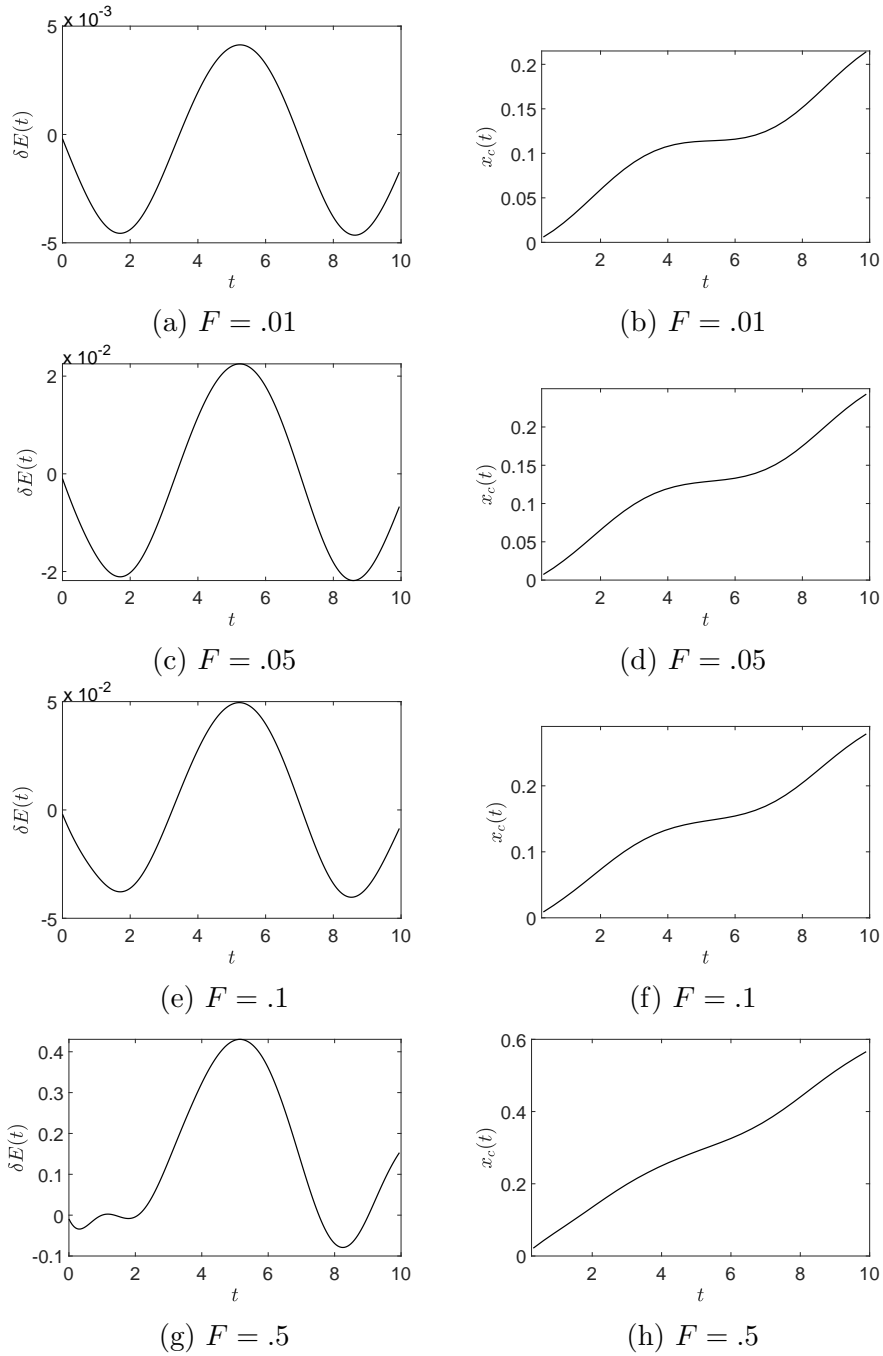 x 10^-3
5
0
-5
δE(t)
0 2 4 6 8 10
t
(a) F = .01
0.2
0.15
0.1
0.05
0
x_c(t)
2 4 6 8 10
t
(b) F = .01
x 10^-2
2
0
-2
δE(t)
0 2 4 6 8 10
t
(c) F = .05
0.2
0.15
0.1
0.05
0
x_c(t)
2 4 6 8 10
t
(d) F = .05
x 10^-2
5
0
-5
δE(t)
0 2 4 6 8 10
t
(e) F = .1
0.2
0.1
0
x_c(t)
2 4 6 8 10
t
(f) F = .1
0.4
0.3
0.2
0.1
0
-0.1
δE(t)
0 2 4 6 8 10
t
(g) F = .5
0.6
0.4
0.2
0
x_c(t)
2 4 6 8 10
t
(h) F = .5